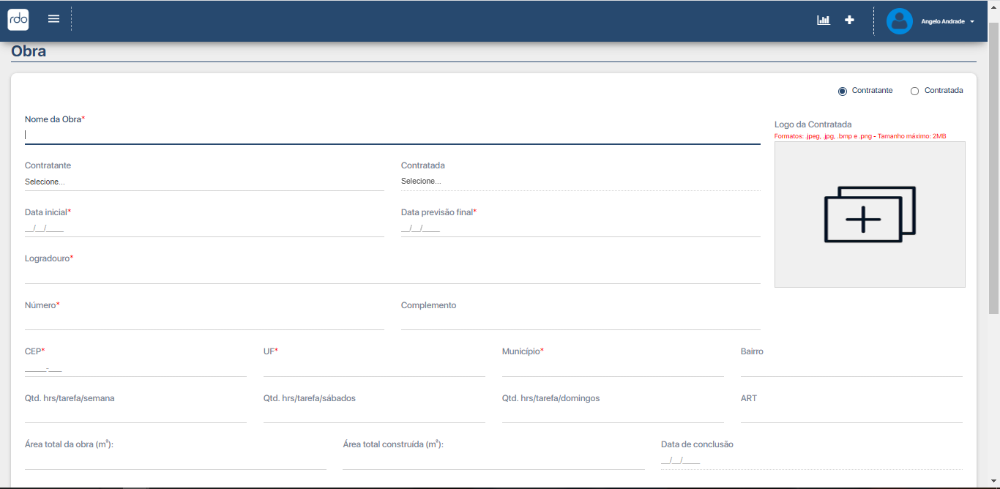 rdo
Angelo Andrade
Obra
Contratante Contratada
Nome da Obra*
Logo da Contratada
Formatos: .jpeg, .jpg, .bmp e .png - Tamanho máximo: 2MB
Contratante Contratada
Selecione... Selecione...
Data inicial* Data previsão final*
__/__/____ __/__/____
Logradouro*
Número* Complemento
CEP* UF* Município* Bairro
_____-___
Qtd. hrs/tarefa/semana Qtd. hrs/tarefa/sábados Qtd. hrs/tarefa/domingos ART
Área total da obra (m²): Área total construída (m²): Data de conclusão
__/__/____